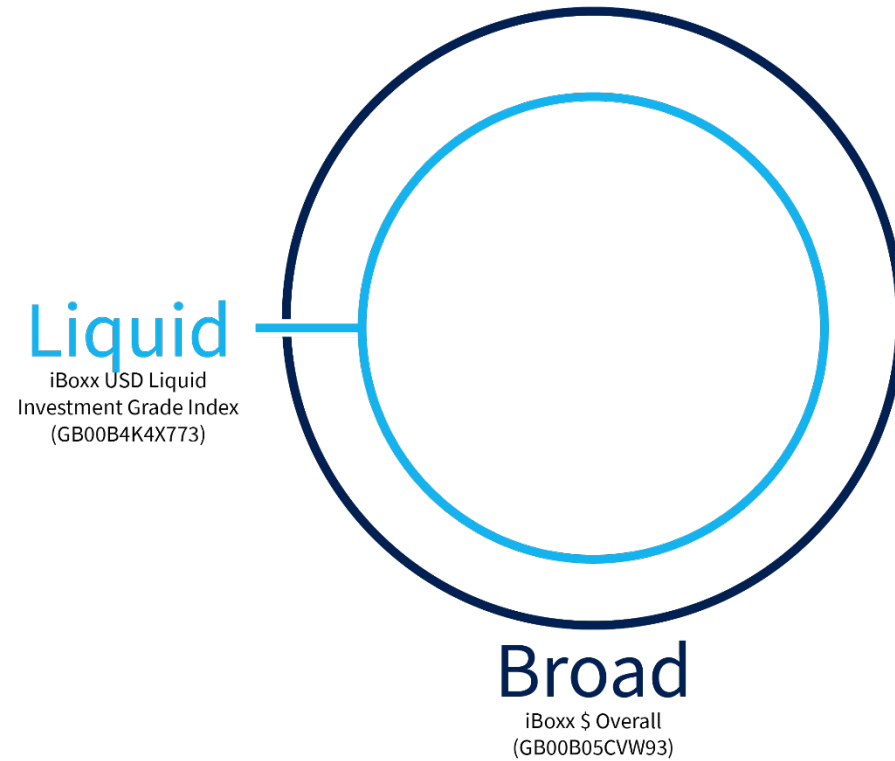 Liquid
iBoxx USD Liquid
Investment Grade Index
(GB00B4K4X773)
Broad
iBoxx $ Overall
(GB00B05CVW93)